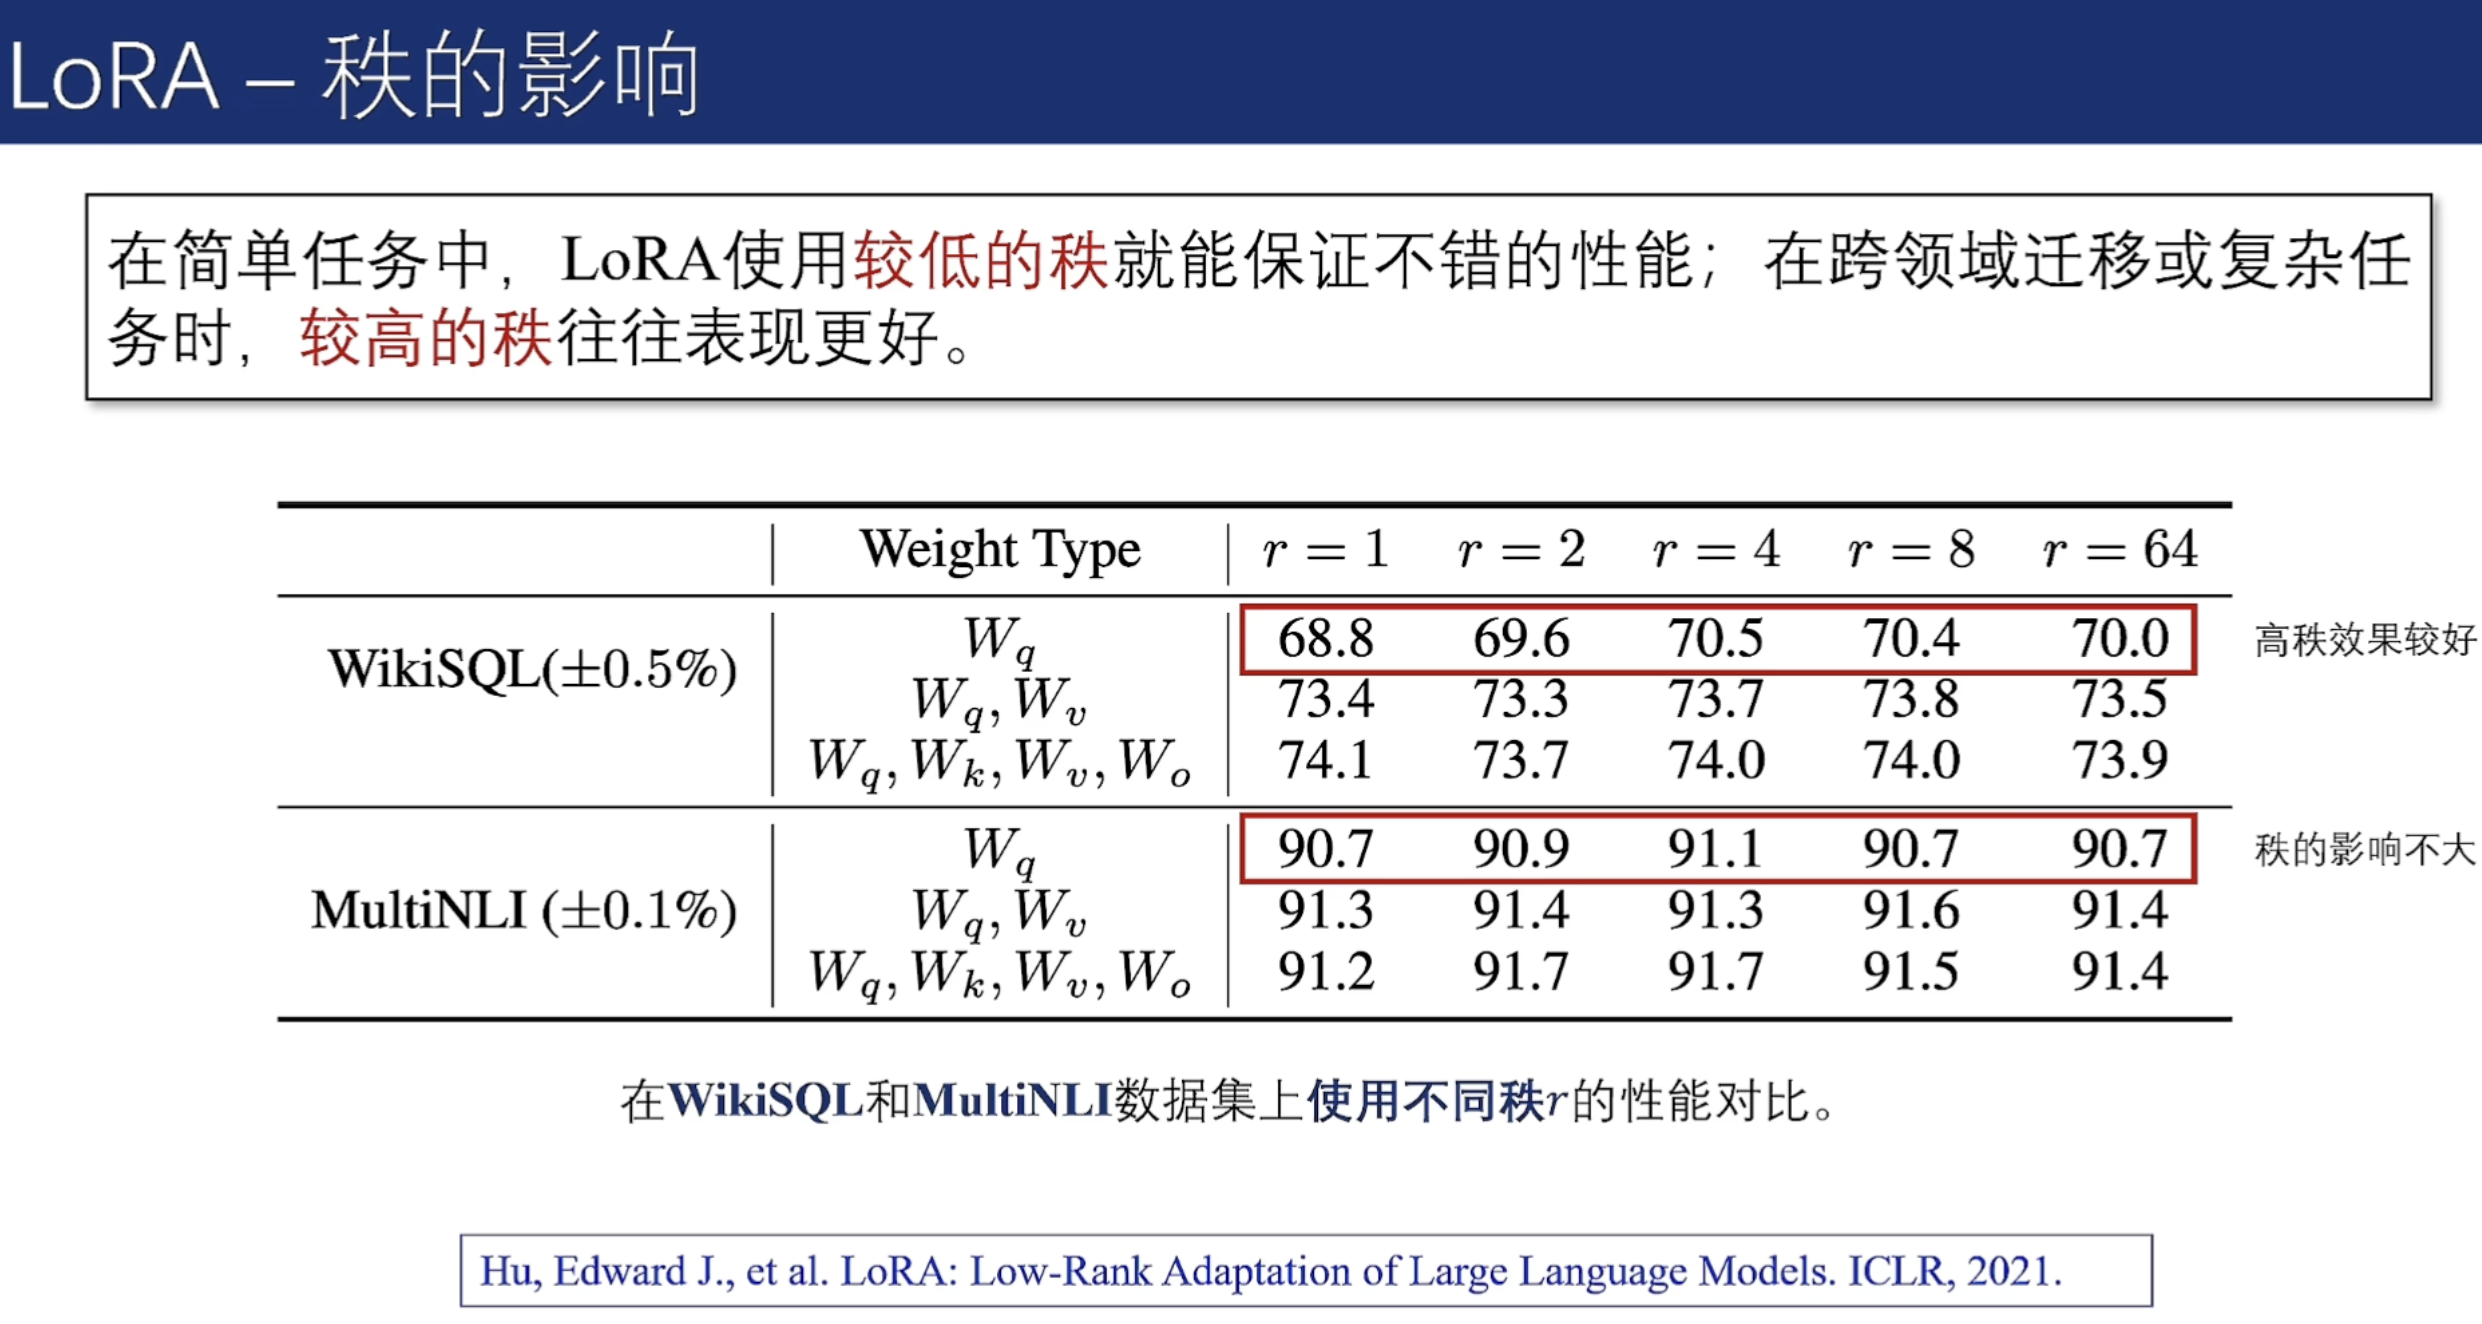 LoRA – 秩的影响
在简单任务中，LoRA使用较低的秩就能保证不错的性能；在跨领域迁移或复杂任
务时，较高的秩往往表现更好。
Weight Type r = 1 r = 2 r = 4 r = 8 r = 64
WikiSQL(±0.5%)
W_q 68.8 69.6 70.5 70.4 70.0 高秩效果较好
W_q, W_v 73.4 73.3 73.7 73.8 73.5
W_q, W_k, W_v, W_o 74.1 73.7 74.0 74.0 73.9
MultiNLI (±0.1%)
W_q 90.7 90.9 91.1 90.7 90.7 秩的影响不大
W_q, W_v 91.3 91.4 91.3 91.6 91.4
W_q, W_k, W_v, W_o 91.2 91.7 91.7 91.5 91.4
在WikiSQL和MultiNLI数据集上使用不同秩r的性能对比。
Hu, Edward J., et al. LoRA: Low-Rank Adaptation of Large Language Models. ICLR, 2021.